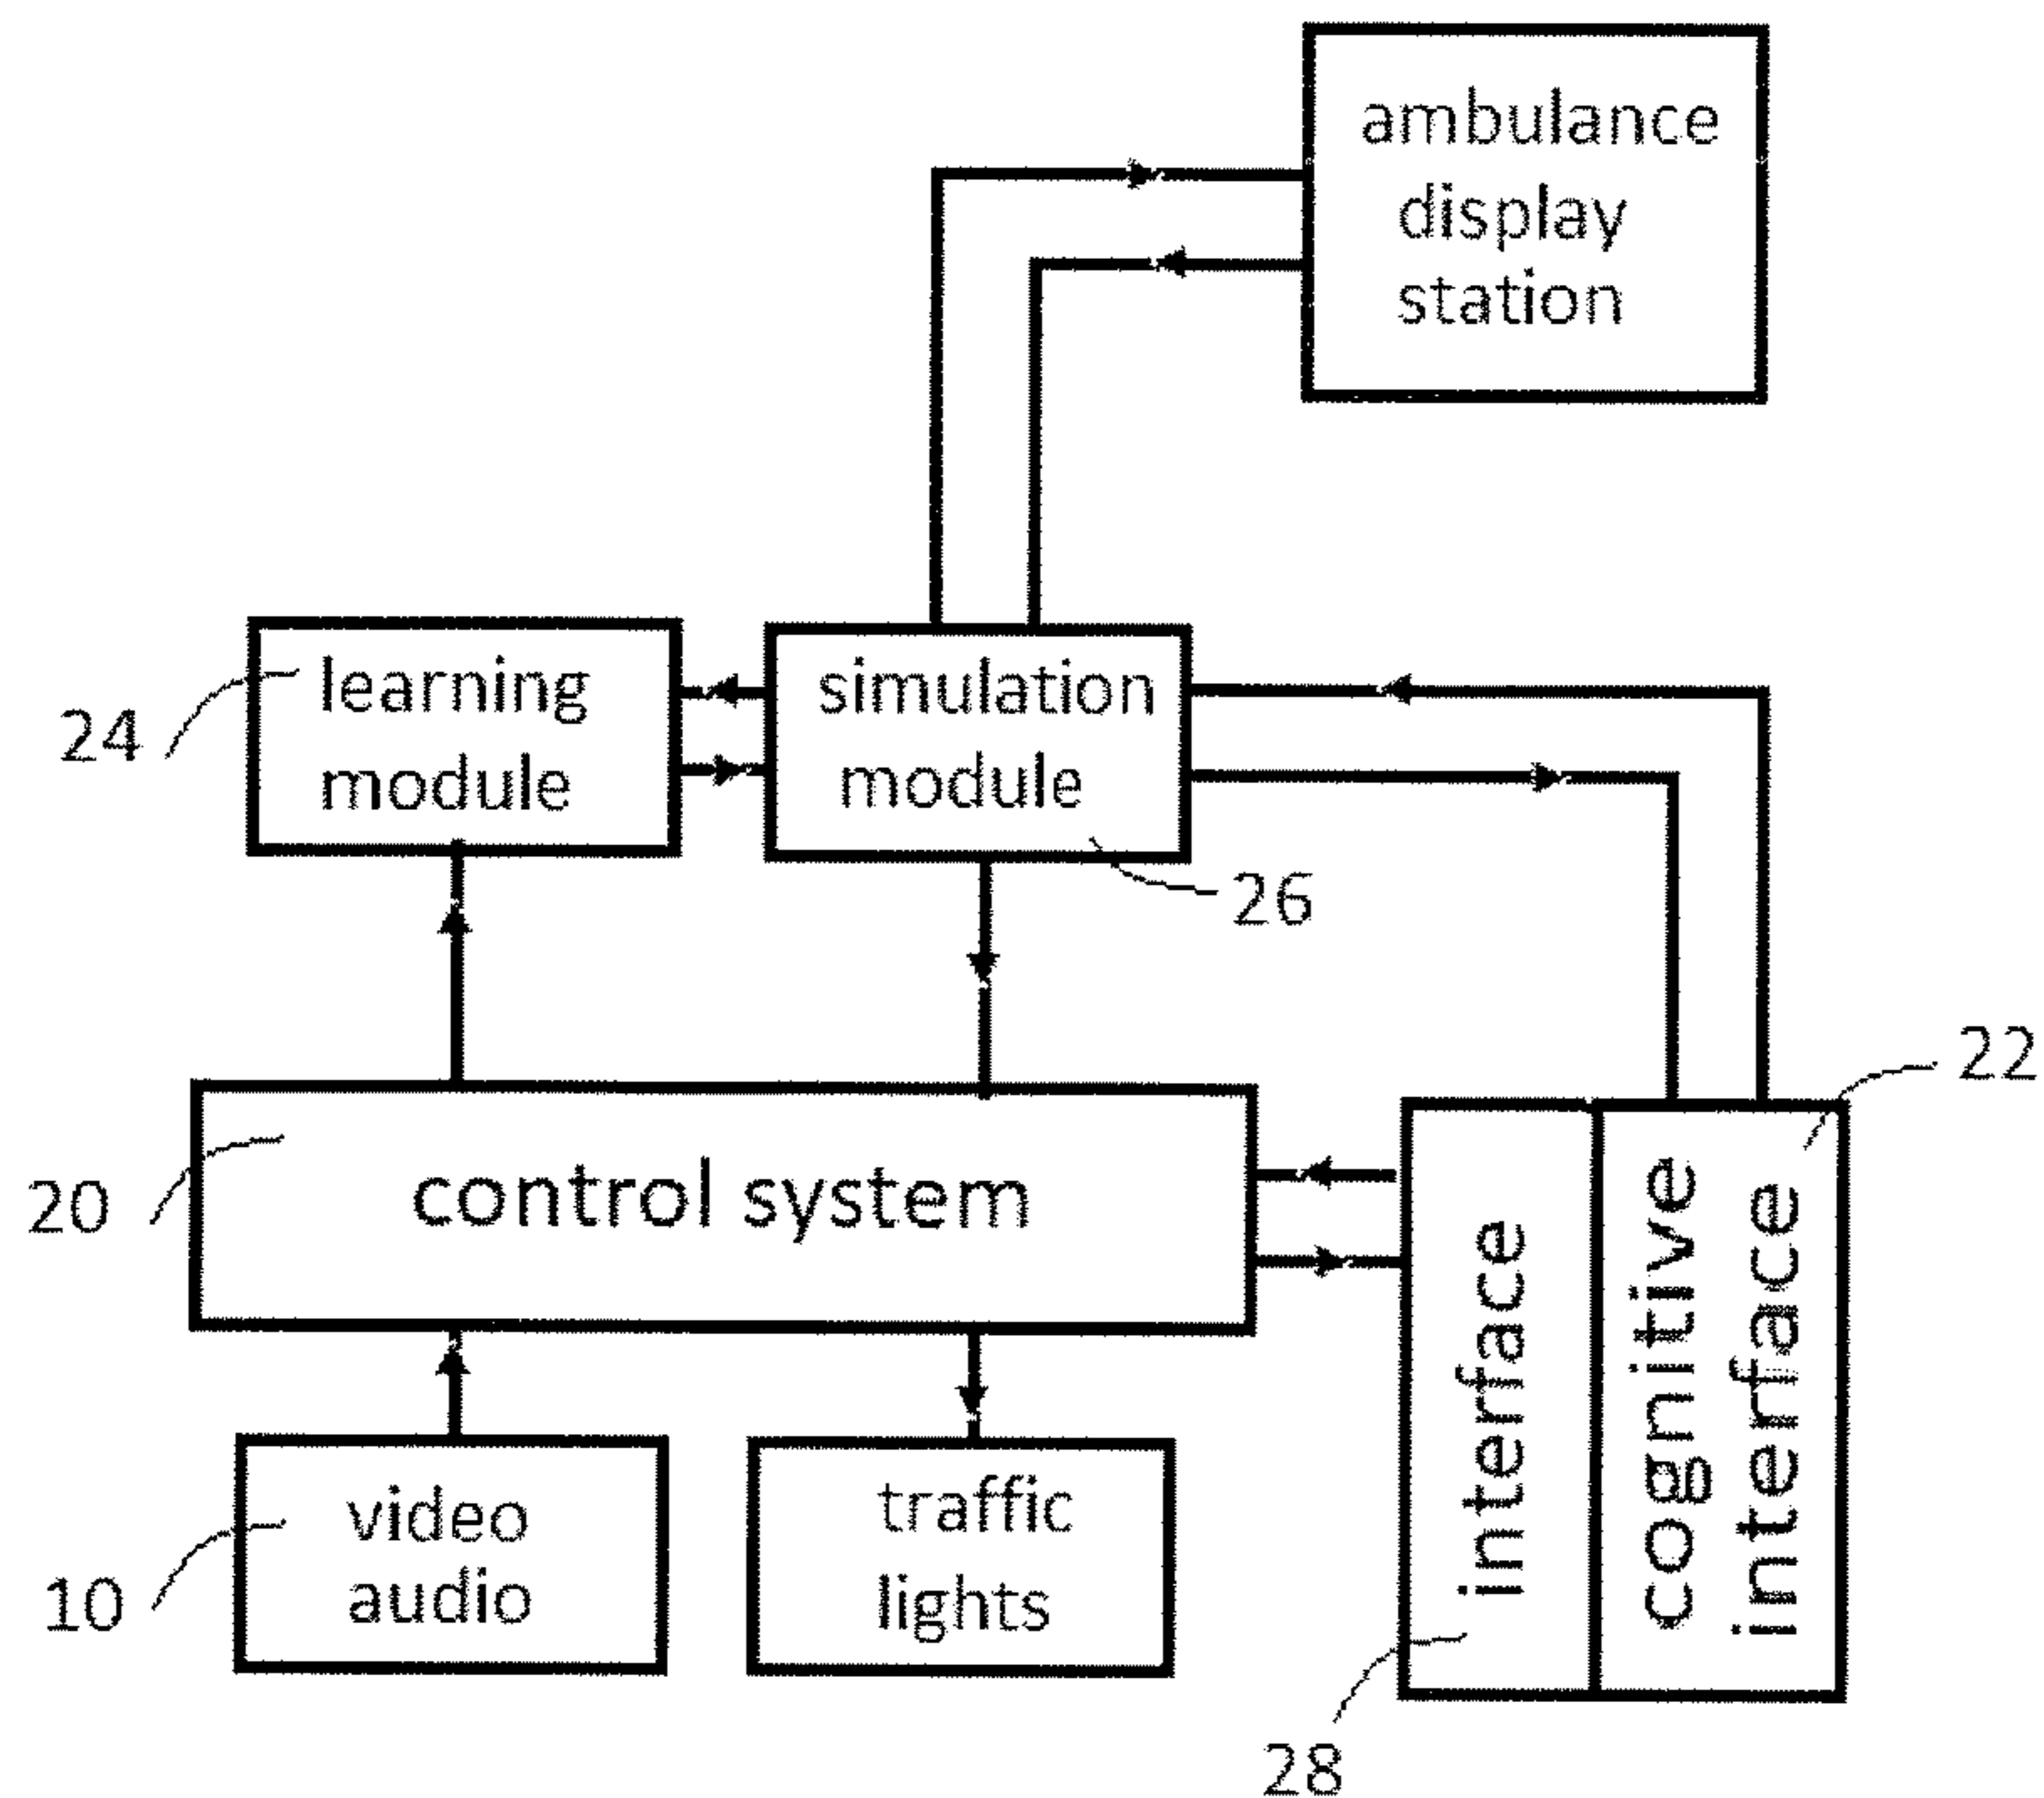 ambulance
display
station
learning
module
24
simulation
module
26
22
control system
20
interface
cognitive
interface
video
audio
10
traffic
lights
28